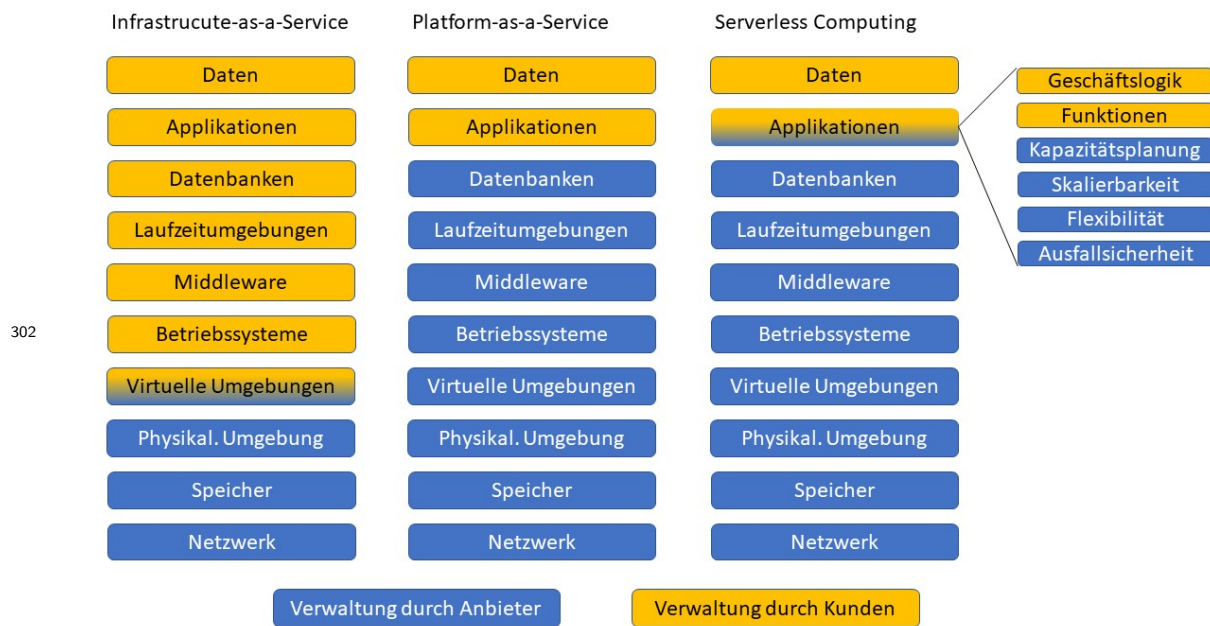 Infrastrucute-as-a-Service
Platform-as-a-Service
Serverless Computing
Daten
Daten
Daten
Geschäftslogik
Applikationen
Applikationen
Applikationen
Funktionen
Kapazitätsplanung
Datenbanken
Datenbanken
Datenbanken
Skalierbarkeit
Laufzeitumgebungen
Laufzeitumgebungen
Laufzeitumgebungen
Flexibilität
Ausfallsicherheit
Middleware
Middleware
Middleware
302
Betriebssysteme
Betriebssysteme
Betriebssysteme
Virtuelle Umgebungen
Virtuelle Umgebungen
Virtuelle Umgebungen
Physikal. Umgebung
Physikal. Umgebung
Physikal. Umgebung
Speicher
Speicher
Speicher
Netzwerk
Netzwerk
Netzwerk
Verwaltung durch Anbieter
Verwaltung durch Kunden